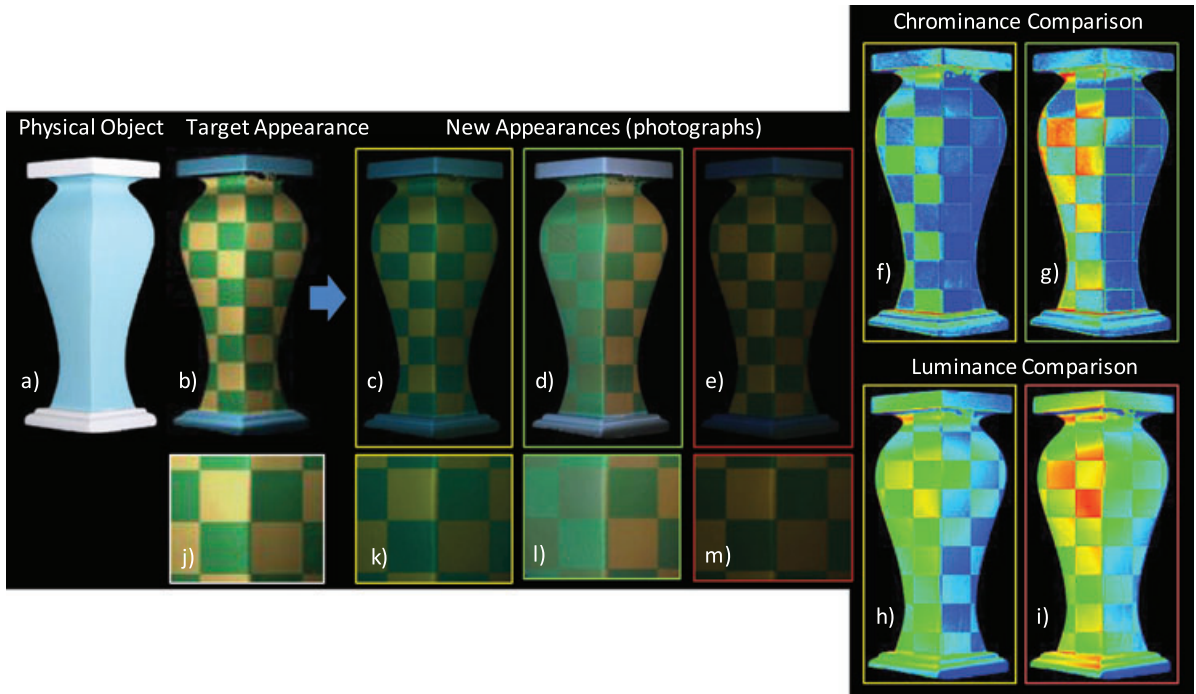 Chrominance Comparison
Physical Object
Target Appearance
New Appearances (photographs)
f)
g)
a)
b)
c)
d)
e)
Luminance Comparison
j)
k)
l)
m)
h)
i)